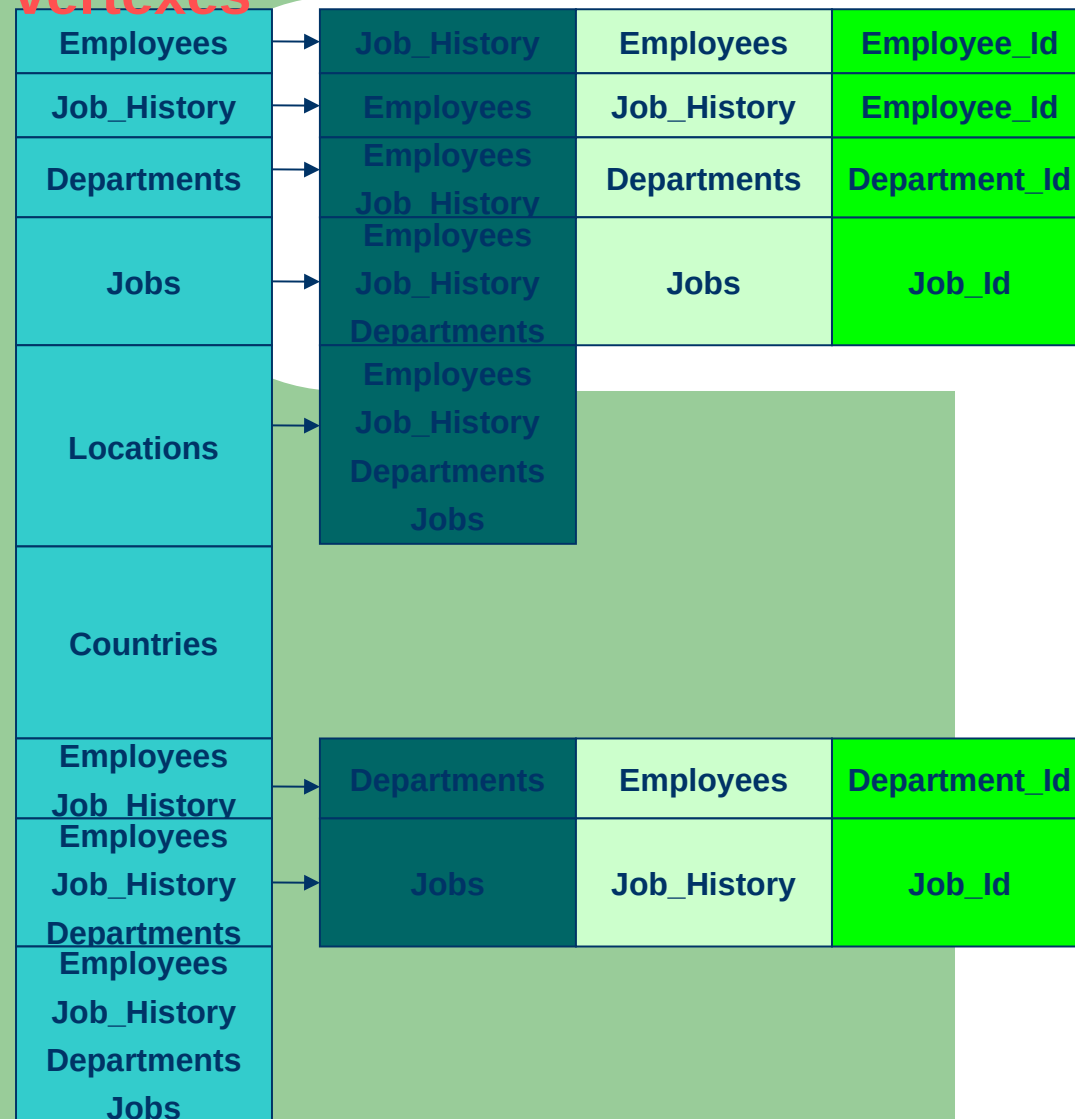 Vertexes
Employees Job_History Employees Employee_Id
Job_History Employees Job_History Employee_Id
Departments Employees
Job_History Departments Department_Id
Jobs Employees
Job_History
Departments Jobs Job_Id
Locations Employees
Job_History
Departments
Jobs
Countries
Employees
Job_History Departments Employees Department_Id
Employees
Job_History
Departments Jobs Job_History Job_Id
Employees
Job_History
Departments
Jobs